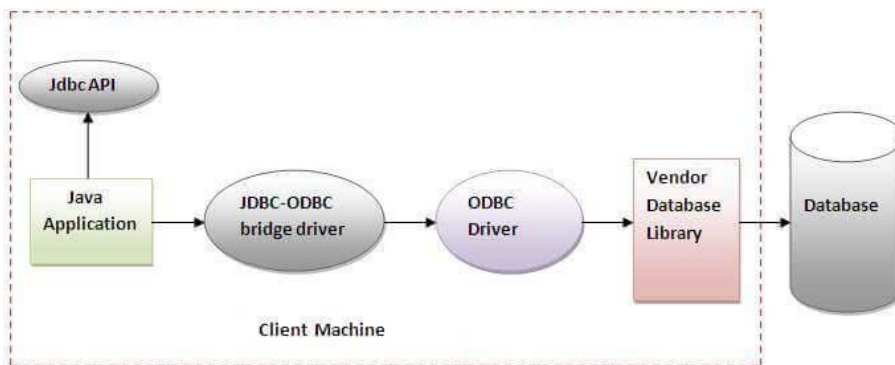 Jdbc API
Java
Application
JDBC-ODBC
bridge driver
ODBC
Driver
Vendor
Database
Library
Database
Client Machine